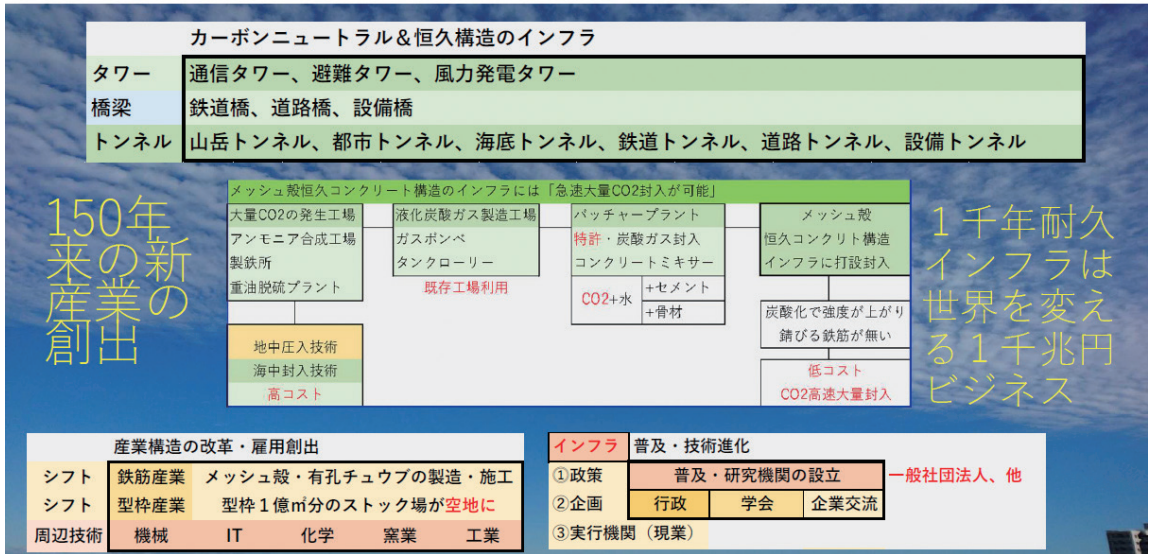 カーボンニュートラル＆恒久構造のインフラ
タワー 通信タワー、避難タワー、風力発電タワー
橋梁 鉄道橋、道路橋、設備橋
トンネル 山岳トンネル、都市トンネル、海底トンネル、鉄道トンネル、道路トンネル、設備トンネル
150年
来の新
産業の
創出
メッシュ殻恒久コンクリート構造のインフラには「急速大量CO2封入が可能」
大量CO2の発生工場
アンモニア合成工場
製鉄所
重油脱硫プラント
地中圧入技術
海中封入技術
高コスト
液化炭酸ガス製造工場
ガスボンベ
タンクローリー
既存工場利用
バッチャープラント
特許・炭酸ガス封入
コンクリートミキサー
CO2+水
+セメント
+骨材
メッシュ殻
恒久コンクリト構造
インフラに打設封入
炭酸化で強度が上がり
錆びる鉄筋が無い
低コスト
CO2高速大量封入
１千年耐久
インフラは
世界を変え
る１千兆円
ビジネス
産業構造の改革・雇用創出
シフト 鉄筋産業 メッシュ殻・有孔チュウブの製造・施工
シフト 型枠産業 型枠１億㎡分のストック場が空地に
周辺技術 機械 IT 化学 窯業 工業
インフラ 普及・技術進化
①政策 普及・研究機関の設立 一般社団法人、他
②企画 行政 学会 企業交流
③実行機関（現業）